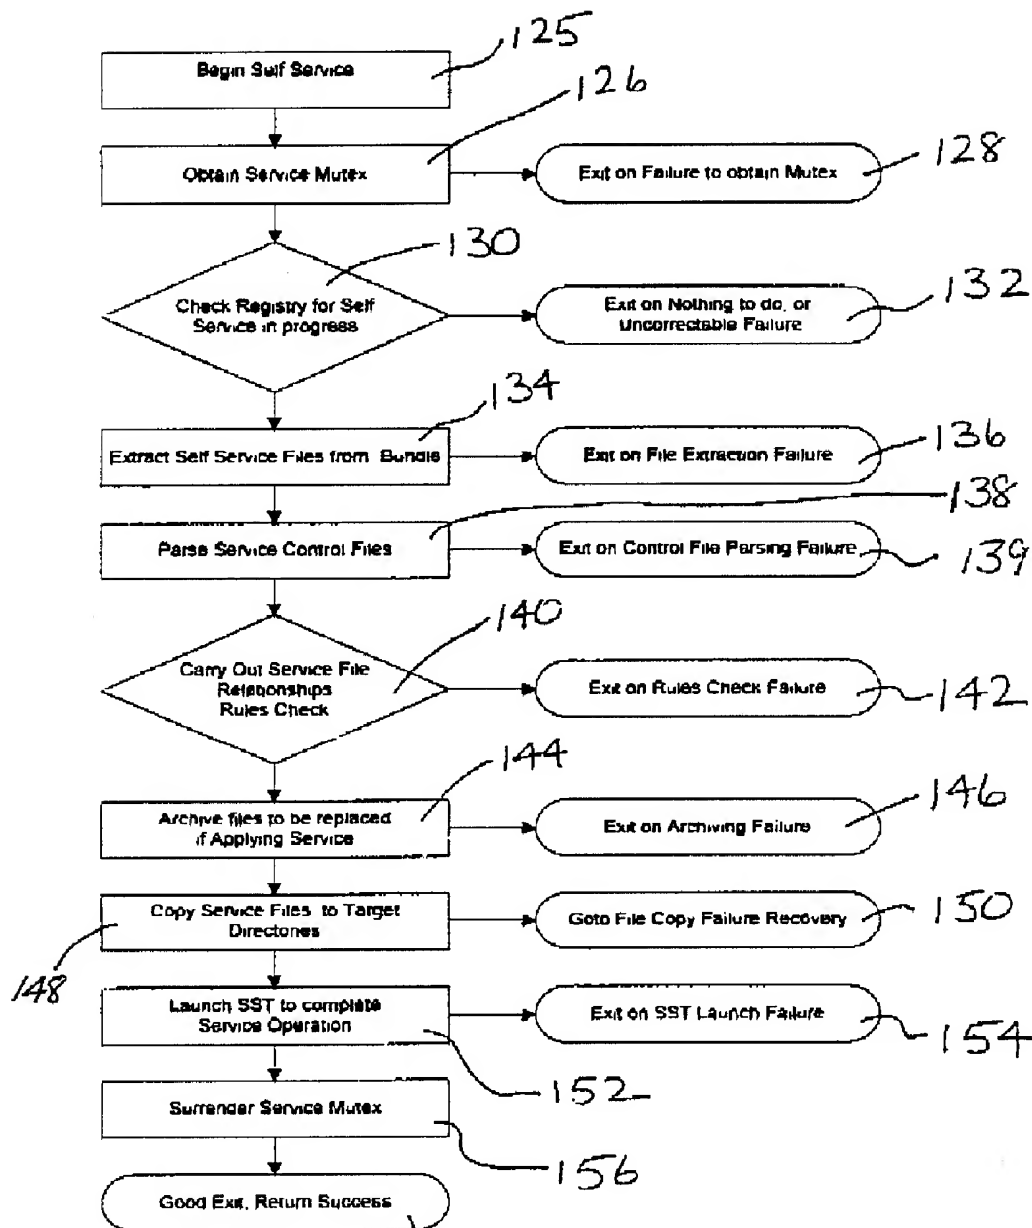 125
Begin Self Service
126
Obtain Service Mutex
Exit on Failure to obtain Mutex
128
130
Check Registry for Self
Service in progress
Exit on Nothing to do, or
Uncorrectable Failure
132
134
Extract Self Service Files from Bundle
Exit on File Extraction Failure
136
138
Parse Service Control Files
Exit on Control File Parsing Failure
139
140
Carry Out Service File
Relationships
Rules Check
Exit on Rules Check Failure
142
144
Archive files to be replaced
if Applying Service
Exit on Archiving Failure
146
Copy Service Files to Target
Directories
Goto File Copy Failure Recovery
150
148
Launch SST to complete
Service Operation
Exit on SST Launch Failure
154
152
Surrender Service Mutex
156
Good Exit, Return Success